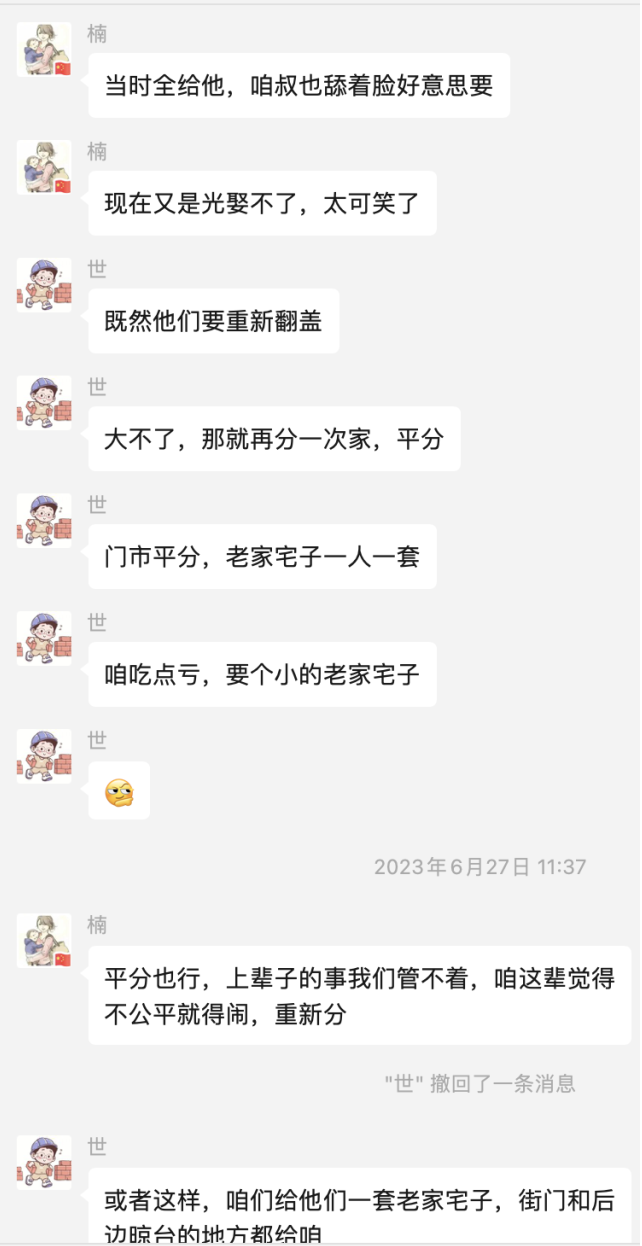 楠
当时全给他，咱叔也舔着脸好意思要
楠
现在又是光娶不了，太可笑了
世
既然他们要重新翻盖
世
大不了，那就再分一次家，平分
世
门市平分，老家宅子一人一套
世
咱吃点亏，要个小的老家宅子
世
2023年6月27日 11:37
楠
平分也行，上辈子的事我们管不着，咱这辈觉得
不公平就得闹，重新分
"世" 撤回了一条消息
世
或者这样，咱们给他们一套老家宅子，街门和后
边晾台的地方都给咱